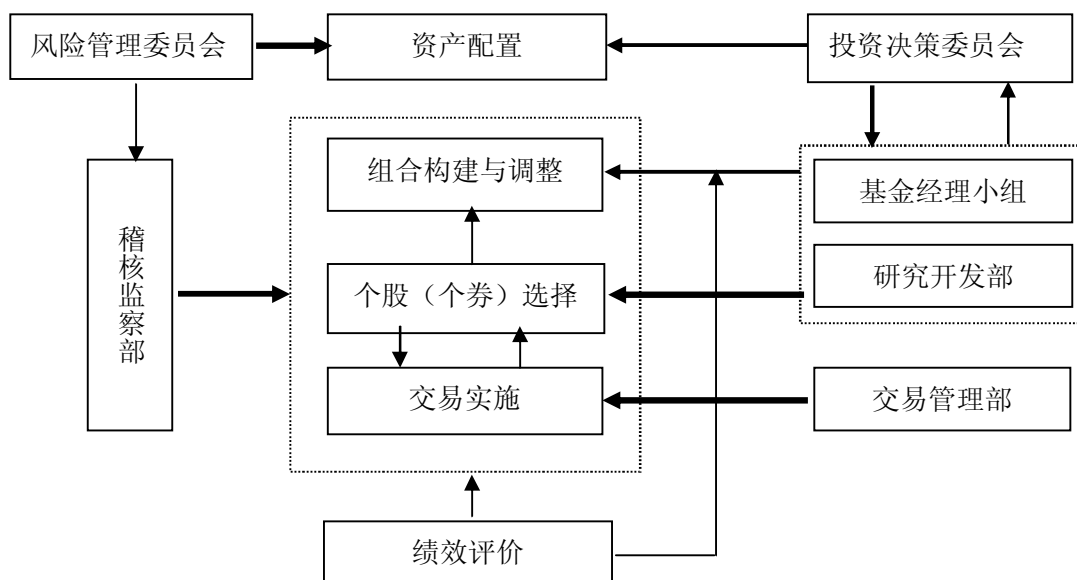 风险管理委员会
资产配置
投资决策委员会
组合构建与调整
基金经理小组
稽核监察部
个股（个券）选择
研究开发部
交易实施
交易管理部
绩效评价